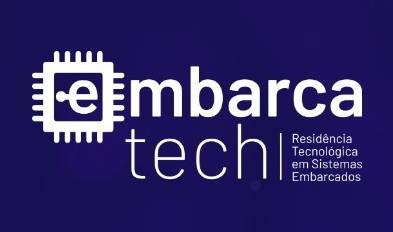 embarca
tech
Residência
Tecnológica
em Sistemas
Embarcados